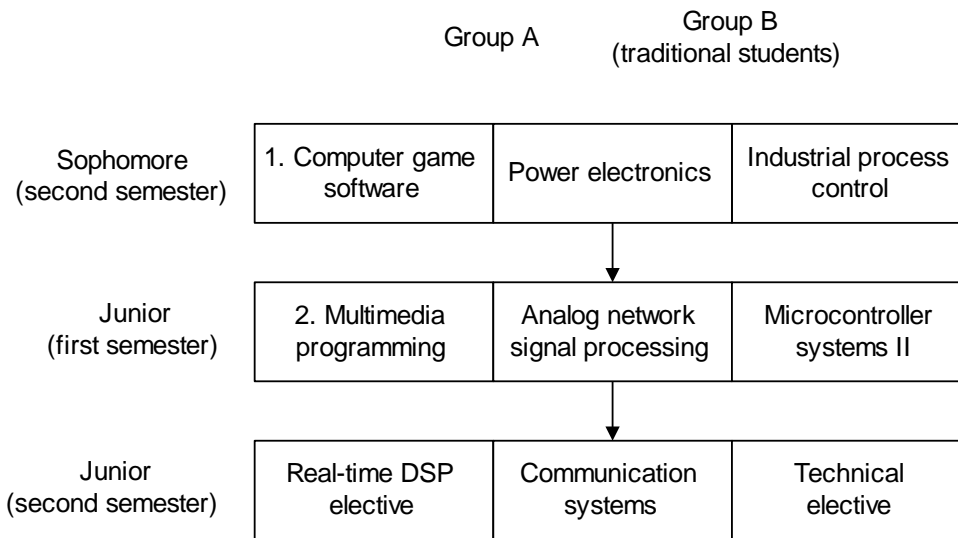 Group A
Group B
(traditional students)
Sophomore
(second semester)
1. Computer game
software
Power electronics
Industrial process
control
Junior
(first semester)
2. Multimedia
programming
Analog network
signal processing
Microcontroller
systems II
Junior
(second semester)
Real-time DSP
elective
Communication
systems
Technical
elective